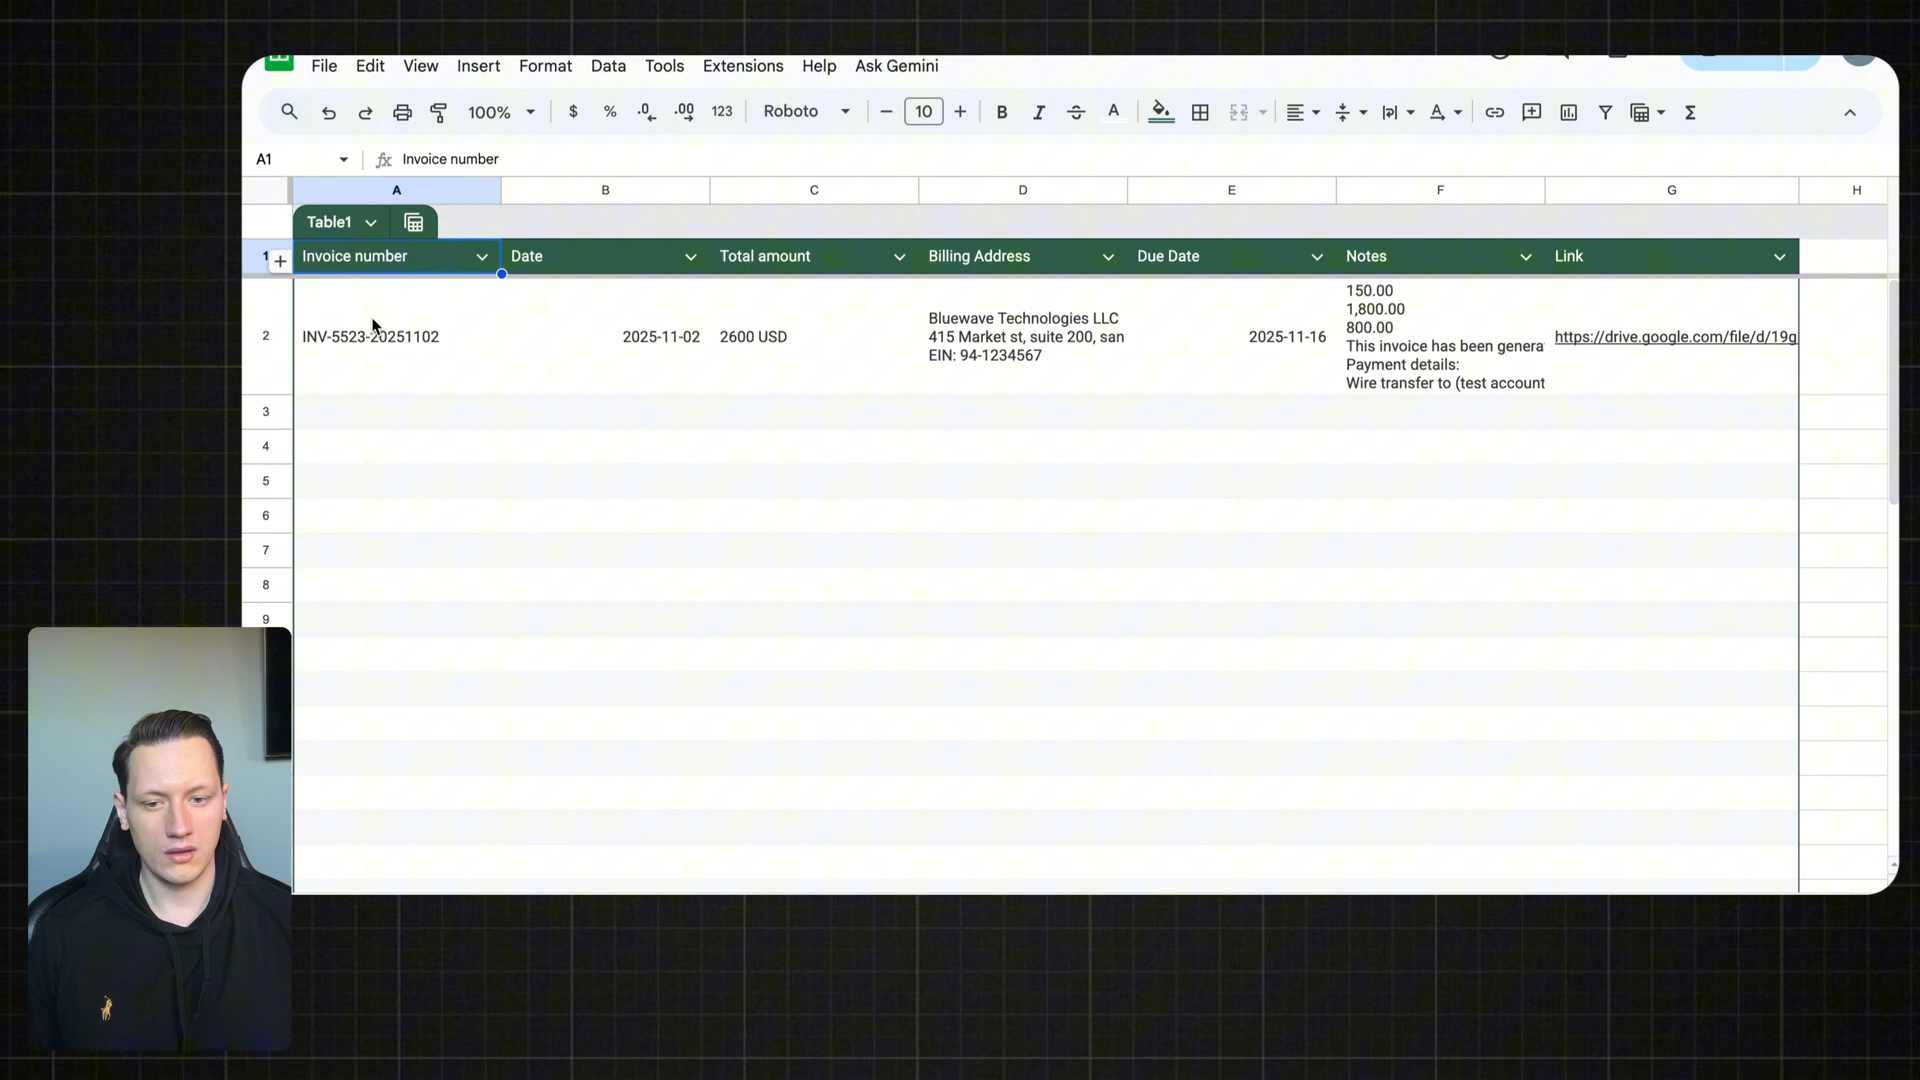 File Edit View Insert Format Data Tools Extensions Help Ask Gemini
100% $ % .0 .00 123 Roboto 10 B I A Σ
A1 fx Invoice number
A B C D E F G H
Table1
1 Invoice number Date Total amount Billing Address Due Date Notes Link
2 INV-5523-20251102 2025-11-02 2600 USD
Bluewave Technologies LLC
415 Market st, suite 200, san
EIN: 94-1234567
2025-11-16
150.00
1,800.00
800.00
This invoice has been genera
Payment details:
Wire transfer to (test account
https://drive.google.com/file/d/19g
3
4
5
6
7
8
9